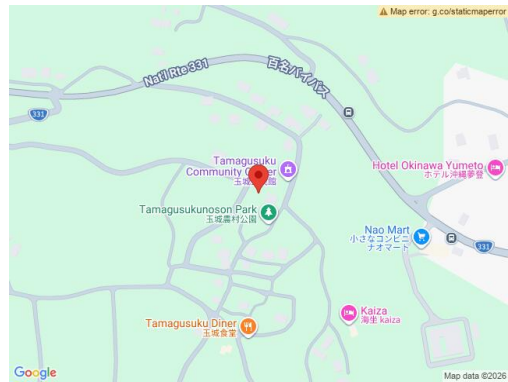 Map error: g.co/staticmaperror
Nat'l Rte 331
百名バイパス
331
Tamagusuku
Community Center
Hotel Okinawa Yumeto
ホテル沖縄夢登
Tamagusukunoson Park
玉城農村公園
Nao Mart
小さなコンビニ
ナオマート
331
Kaiza
海坐 kaiza
Tamagusuku Diner
玉城食堂
Google
Map data ©2026